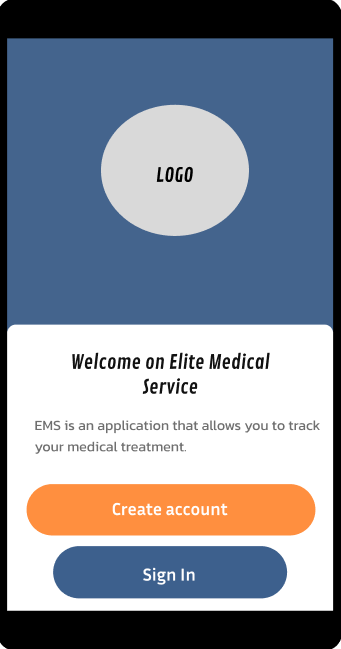 LOGO
Welcome on Elite Medical
Service
EMS is an application that allows you to track
your medical treatment.
Create account
Sign In